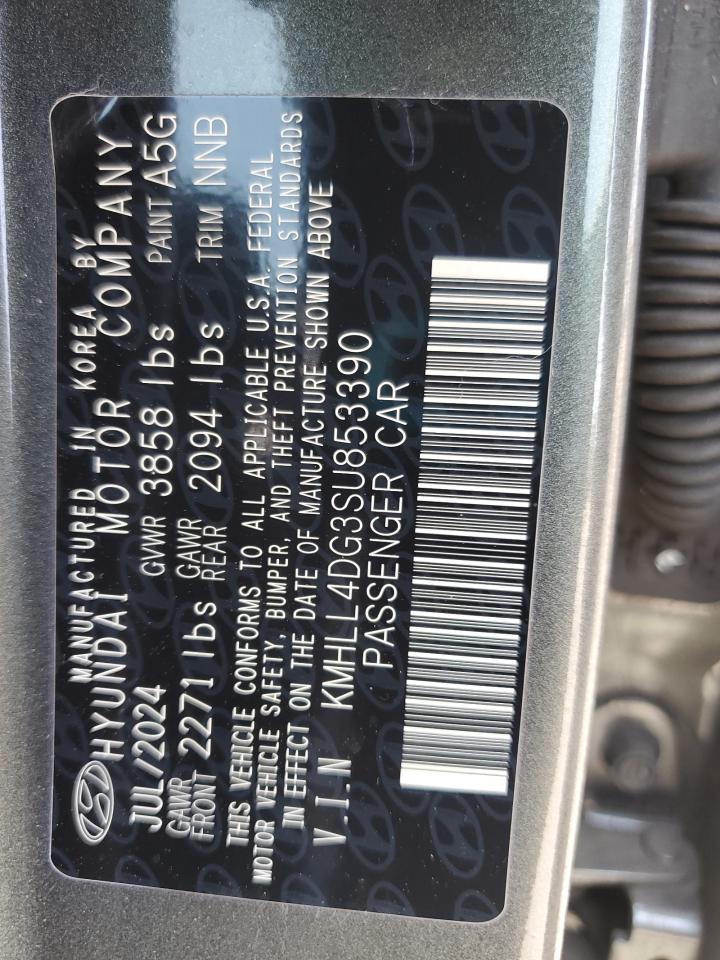 MANUFACTURED IN KOREA BY
HYUNDAI MOTOR COMPANY
JUL/2024 GVWR 3858 lbs PAINT A5G
GAWR FRONT 2271 lbs GAWR REAR 2094 lbs TRIM NNB
THIS VEHICLE CONFORMS TO ALL APPLICABLE U.S.A. FEDERAL
MOTOR VEHICLE SAFETY, BUMPER, AND THEFT PREVENTION STANDARDS
IN EFFECT ON THE DATE OF MANUFACTURE SHOWN ABOVE
V.I.N KMHLL4DG3SU853390
PASSENGER CAR